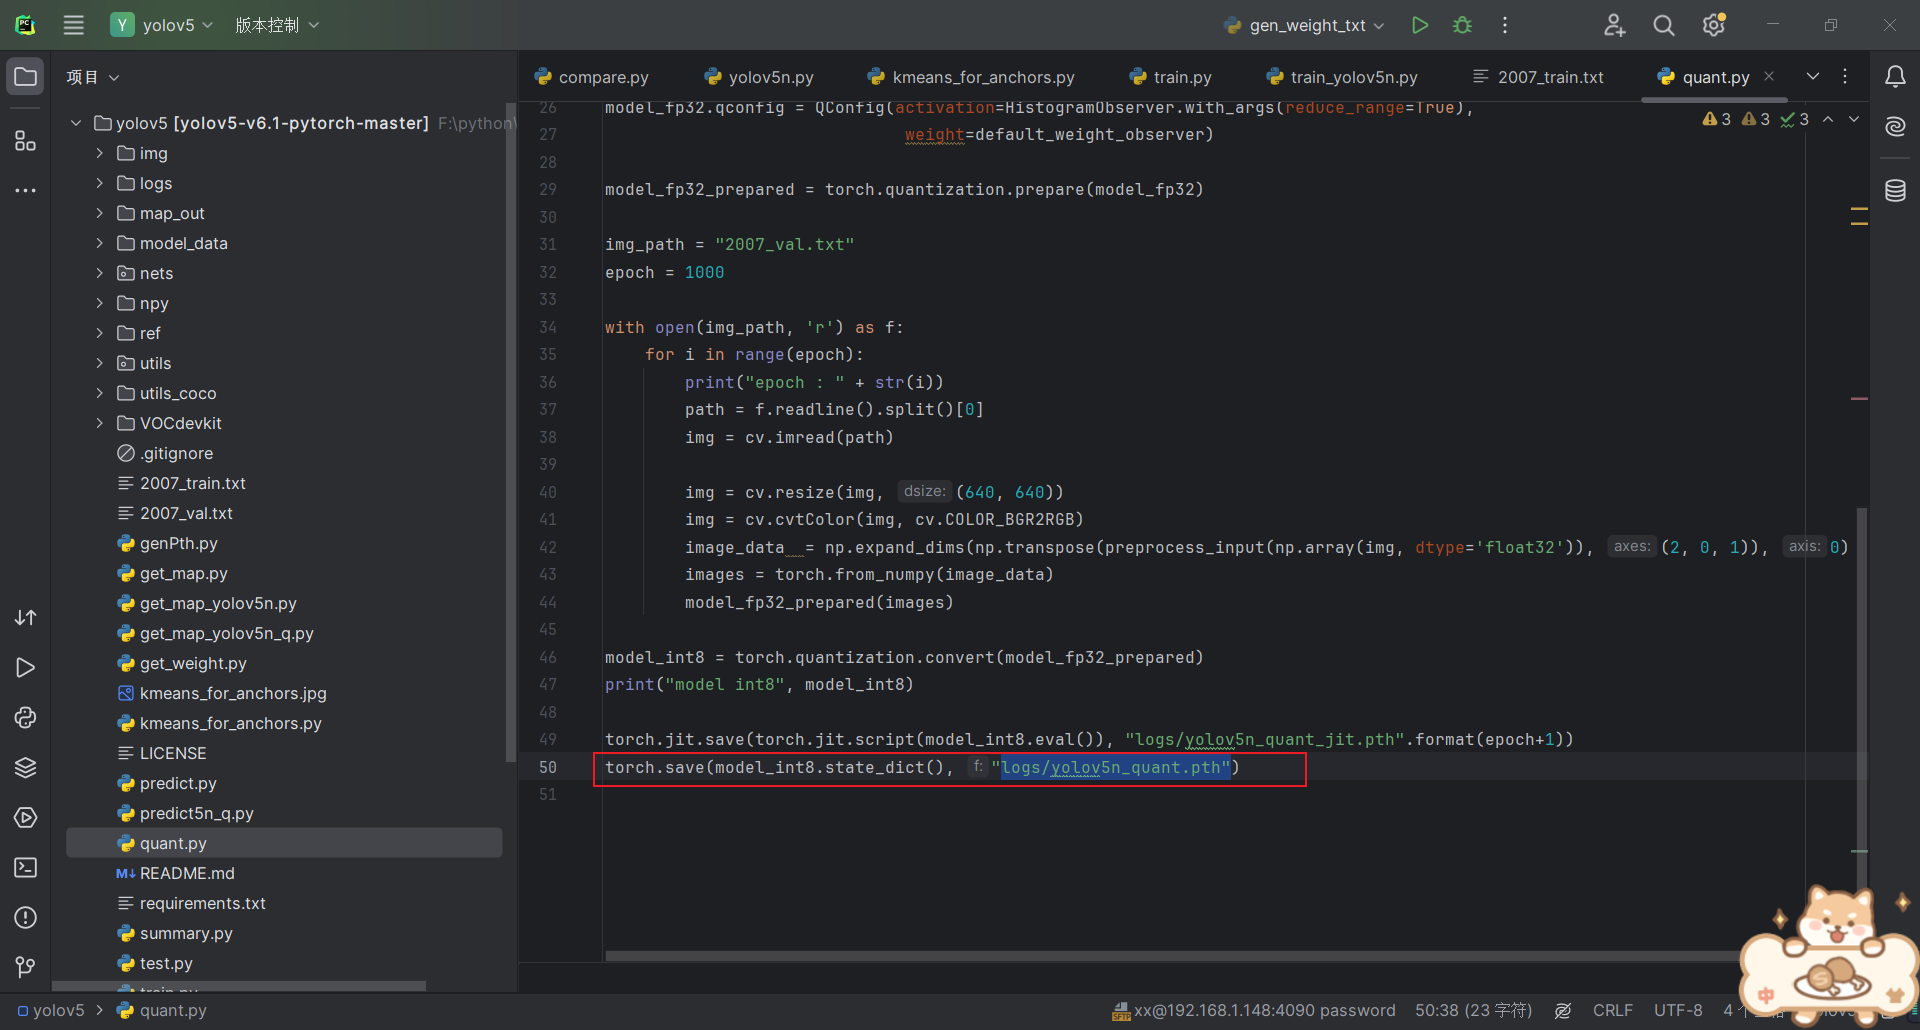 Y yolov5 版本控制 gen_weight_txt
项目
yolov5 [yolov5-v6.1-pytorch-master] F:\python\
img
logs
map_out
model_data
nets
npy
ref
utils
utils_coco
VOCdevkit
.gitignore
2007_train.txt
2007_val.txt
genPth.py
get_map.py
get_map_yolov5n.py
get_map_yolov5n_q.py
get_weight.py
kmeans_for_anchors.jpg
kmeans_for_anchors.py
LICENSE
predict.py
predict5n_q.py
quant.py
M↓ README.md
requirements.txt
summary.py
test.py
train.py
compare.py yolov5n.py kmeans_for_anchors.py train.py train_yolov5n.py 2007_train.txt quant.py
3 3 3
26 model_fp32.qconfig = QConfig(activation=HistogramObserver.with_args(reduce_range=True),
27 weight=default_weight_observer)
28
29 model_fp32_prepared = torch.quantization.prepare(model_fp32)
30
31 img_path = "2007_val.txt"
32 epoch = 1000
33
34 with open(img_path, 'r') as f:
35 for i in range(epoch):
36 print("epoch : " + str(i))
37 path = f.readline().split()[0]
38 img = cv.imread(path)
39
40 img = cv.resize(img, dsize: (640, 640))
41 img = cv.cvtColor(img, cv.COLOR_BGR2RGB)
42 image_data  = np.expand_dims(np.transpose(preprocess_input(np.array(img, dtype='float32')), axes: (2, 0, 1)), axis: 0)
43 images = torch.from_numpy(image_data)
44 model_fp32_prepared(images)
45
46 model_int8 = torch.quantization.convert(model_fp32_prepared)
47 print("model int8", model_int8)
48
49 torch.jit.save(torch.jit.script(model_int8.eval()), "logs/yolov5n_quant_jit.pth".format(epoch+1))
50 torch.save(model_int8.state_dict(), f: "logs/yolov5n_quant.pth")
51
yolov5 > quant.py
SFTP xx@192.168.1.148:4090 password 50:38 (23 字符) CRLF UTF-8 4
中